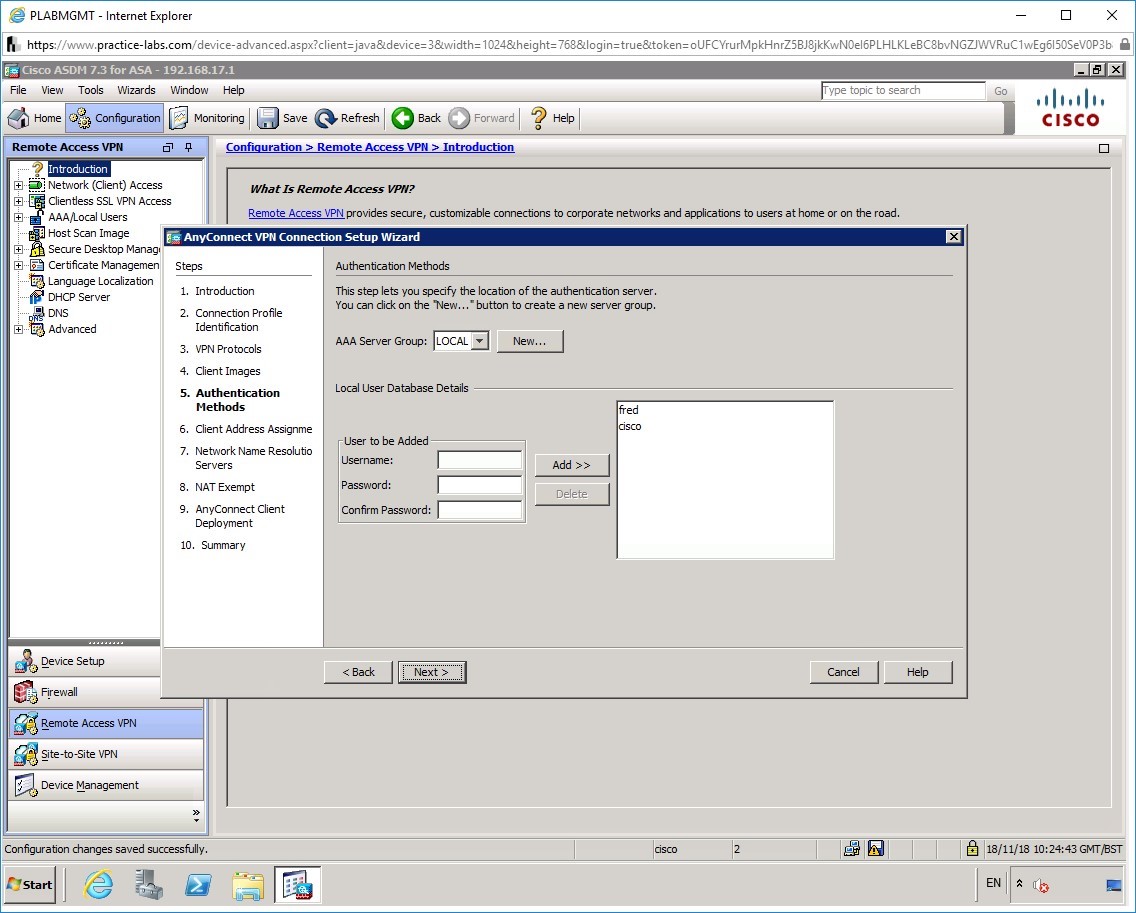 PLABMGMT - Internet Explorer
https://www.practice-labs.com/device-advanced.aspx?client=java&device=3&width=1024&height=768&login=true&token=
Cisco ASDM 7.3 for ASA - 192.168.17.1
File View Tools Wizards Window Help
Type topic to search Go
Home Configuration Monitoring Save Refresh Back Forward Help
CISCO
Remote Access VPN
Configuration > Remote Access VPN > Introduction
Introduction
Network (Client) Access
Clientless SSL VPN Access
AAA/Local Users
Host Scan Image
Secure Desktop Manag
Certificate Managemen
Language Localization
DHCP Server
DNS
Advanced
What Is Remote Access VPN?
Remote Access VPN provides secure, customizable connections to corporate networks and applications to users at home or on the road.
AnyConnect VPN Connection Setup Wizard
Steps
1. Introduction
2. Connection Profile
Identification
3. VPN Protocols
4. Client Images
5. Authentication
Methods
6. Client Address Assignme
7. Network Name Resolutio
Servers
8. NAT Exempt
9. AnyConnect Client
Deployment
10. Summary
Authentication Methods
This step lets you specify the location of the authentication server.
You can click on the "New..." button to create a new server group.
AAA Server Group: LOCAL New...
Local User Database Details
User to be Added
Username:
Password:
Confirm Password:
Add >>
Delete
fred
cisco
< Back Next > Cancel Help
Device Setup
Firewall
Remote Access VPN
Site-to-Site VPN
Device Management
Configuration changes saved successfully. cisco 2 18/11/18 10:24:43 GMT/BST
Start EN